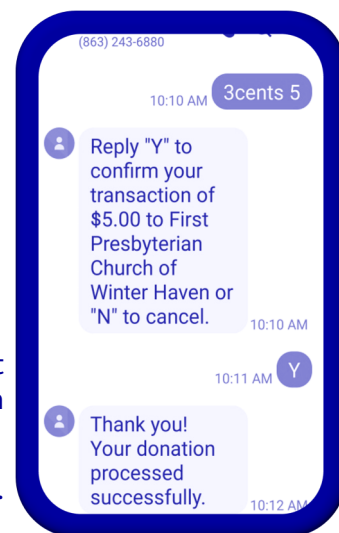 (863) 243-6880
10:10 AM 3cents 5
Reply "Y" to
confirm your
transaction of
$5.00 to First
Presbyterian
Church of
Winter Haven or
"N" to cancel.
10:10 AM
10:11 AM Y
Thank you!
Your donation
processed
successfully.
10:12 AM